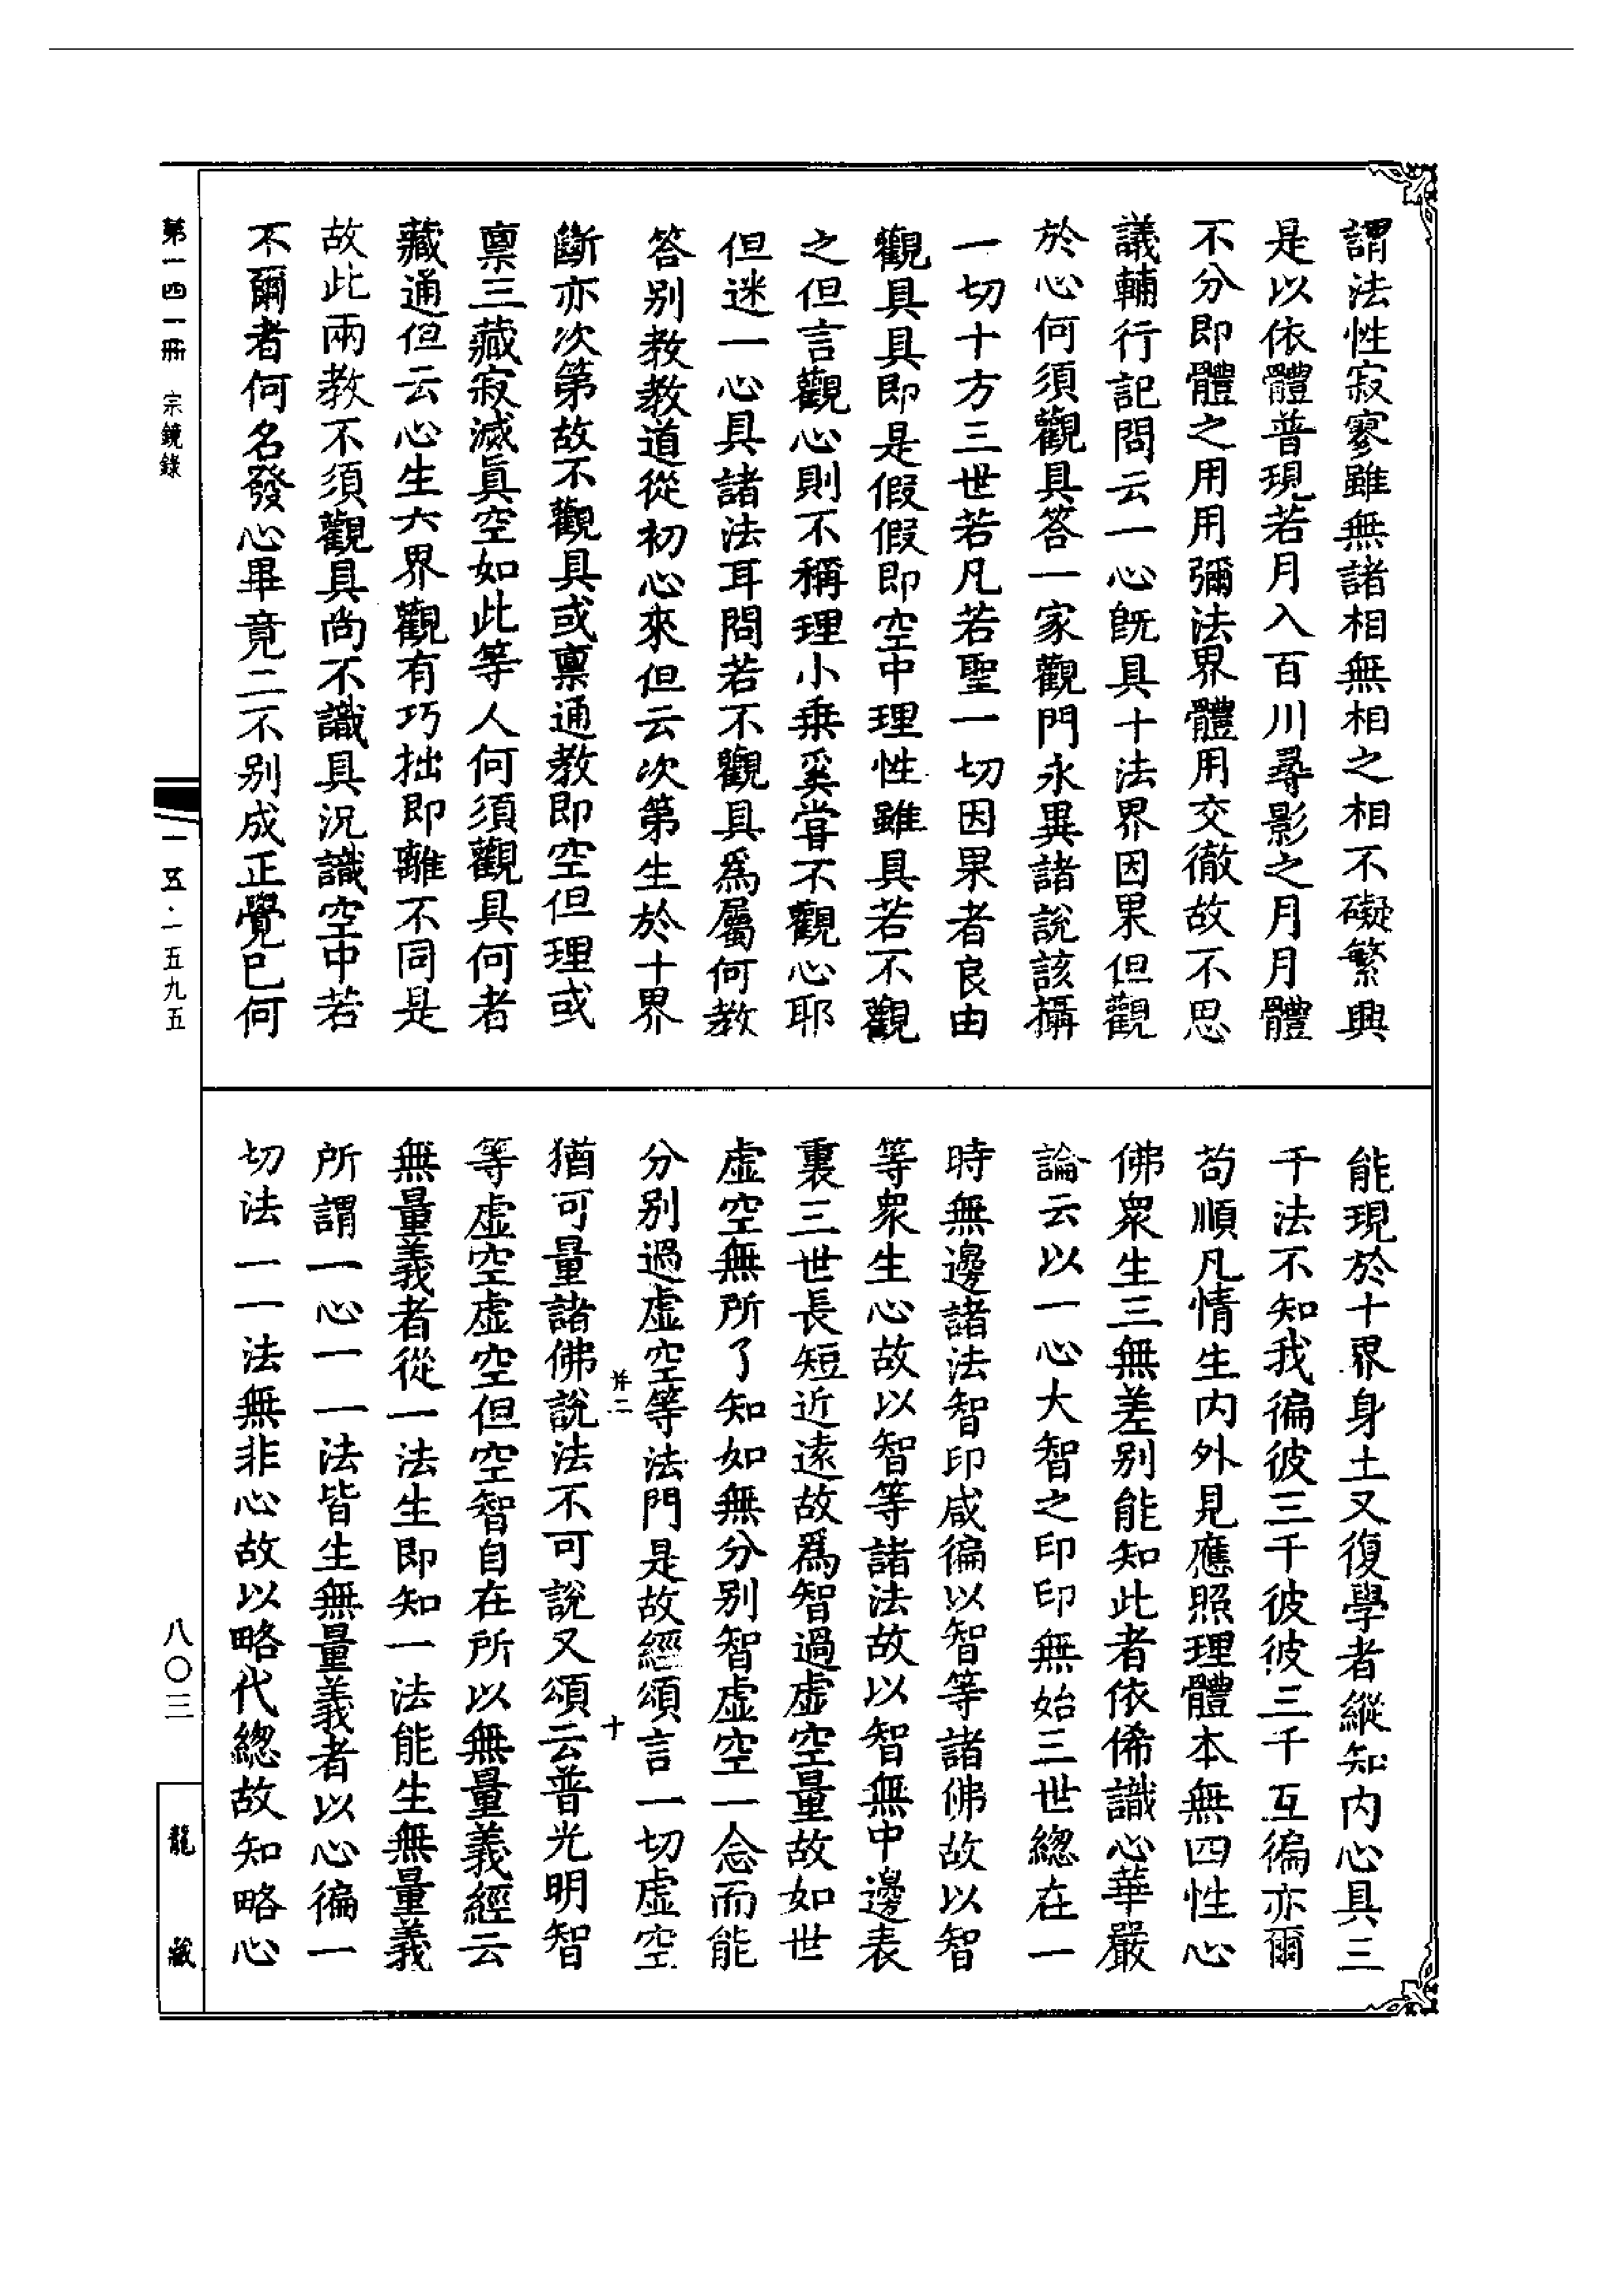 謂法性寂寥雖無諸相無相之相不礙繁興
是以依體普現若月入百川尋影之月月體
不分即體之用用彌法界體用交徹故不思
議輔行記問云一心旣具十法界因果但觀
於心何須觀具答一家觀門永異諸說該攝
一切十方三世若凡若聖一切因果者良由
觀具具即是假假即空中理性雖具若不觀
之但言觀心則不稱理小乗奚甞不觀心耶
但迷一心具諸法耳問若不觀具爲屬何教
答别教教道從初心來但云次第生於十界
斷亦次第故不觀具或禀通教即空但理或
禀三藏寂滅眞空如此等人何須觀具何者
藏通但云心生六界觀有巧拙即離不同是
故此兩教不須觀具尚不識具況識空中若
不爾者何名發心畢竟二不别成正覺已何
能現於十界身土又復學者縱知内心具三
千法不知我徧彼三千彼彼三千互徧亦爾
苟順凡情生内外見應照理體本無四性心
佛衆生三無差别能知此者依俙識心華嚴
論云以一心大智之印印無始三世總在一
時無邊諸法智印咸徧以智等諸佛故以智
等衆生心故以智等諸法故以智無中邊表
裏三世長短近遠故爲智過虚空量故如世
虚空無所了知如無分别智虚空一念而能
分别過虚空等法門是故經頌言一切虚空
猶可量諸佛說法不可說又頌云普光明智
等虚空虚空但空智自在所以無量義經云
無量義者從一法生即知一法能生無量義
所謂一心一一法皆生無量義者以心徧一
切法一一法無非心故以略代總故知略心
第一四一冊 宗鏡錄
一五·一五九五
八〇三
龍藏